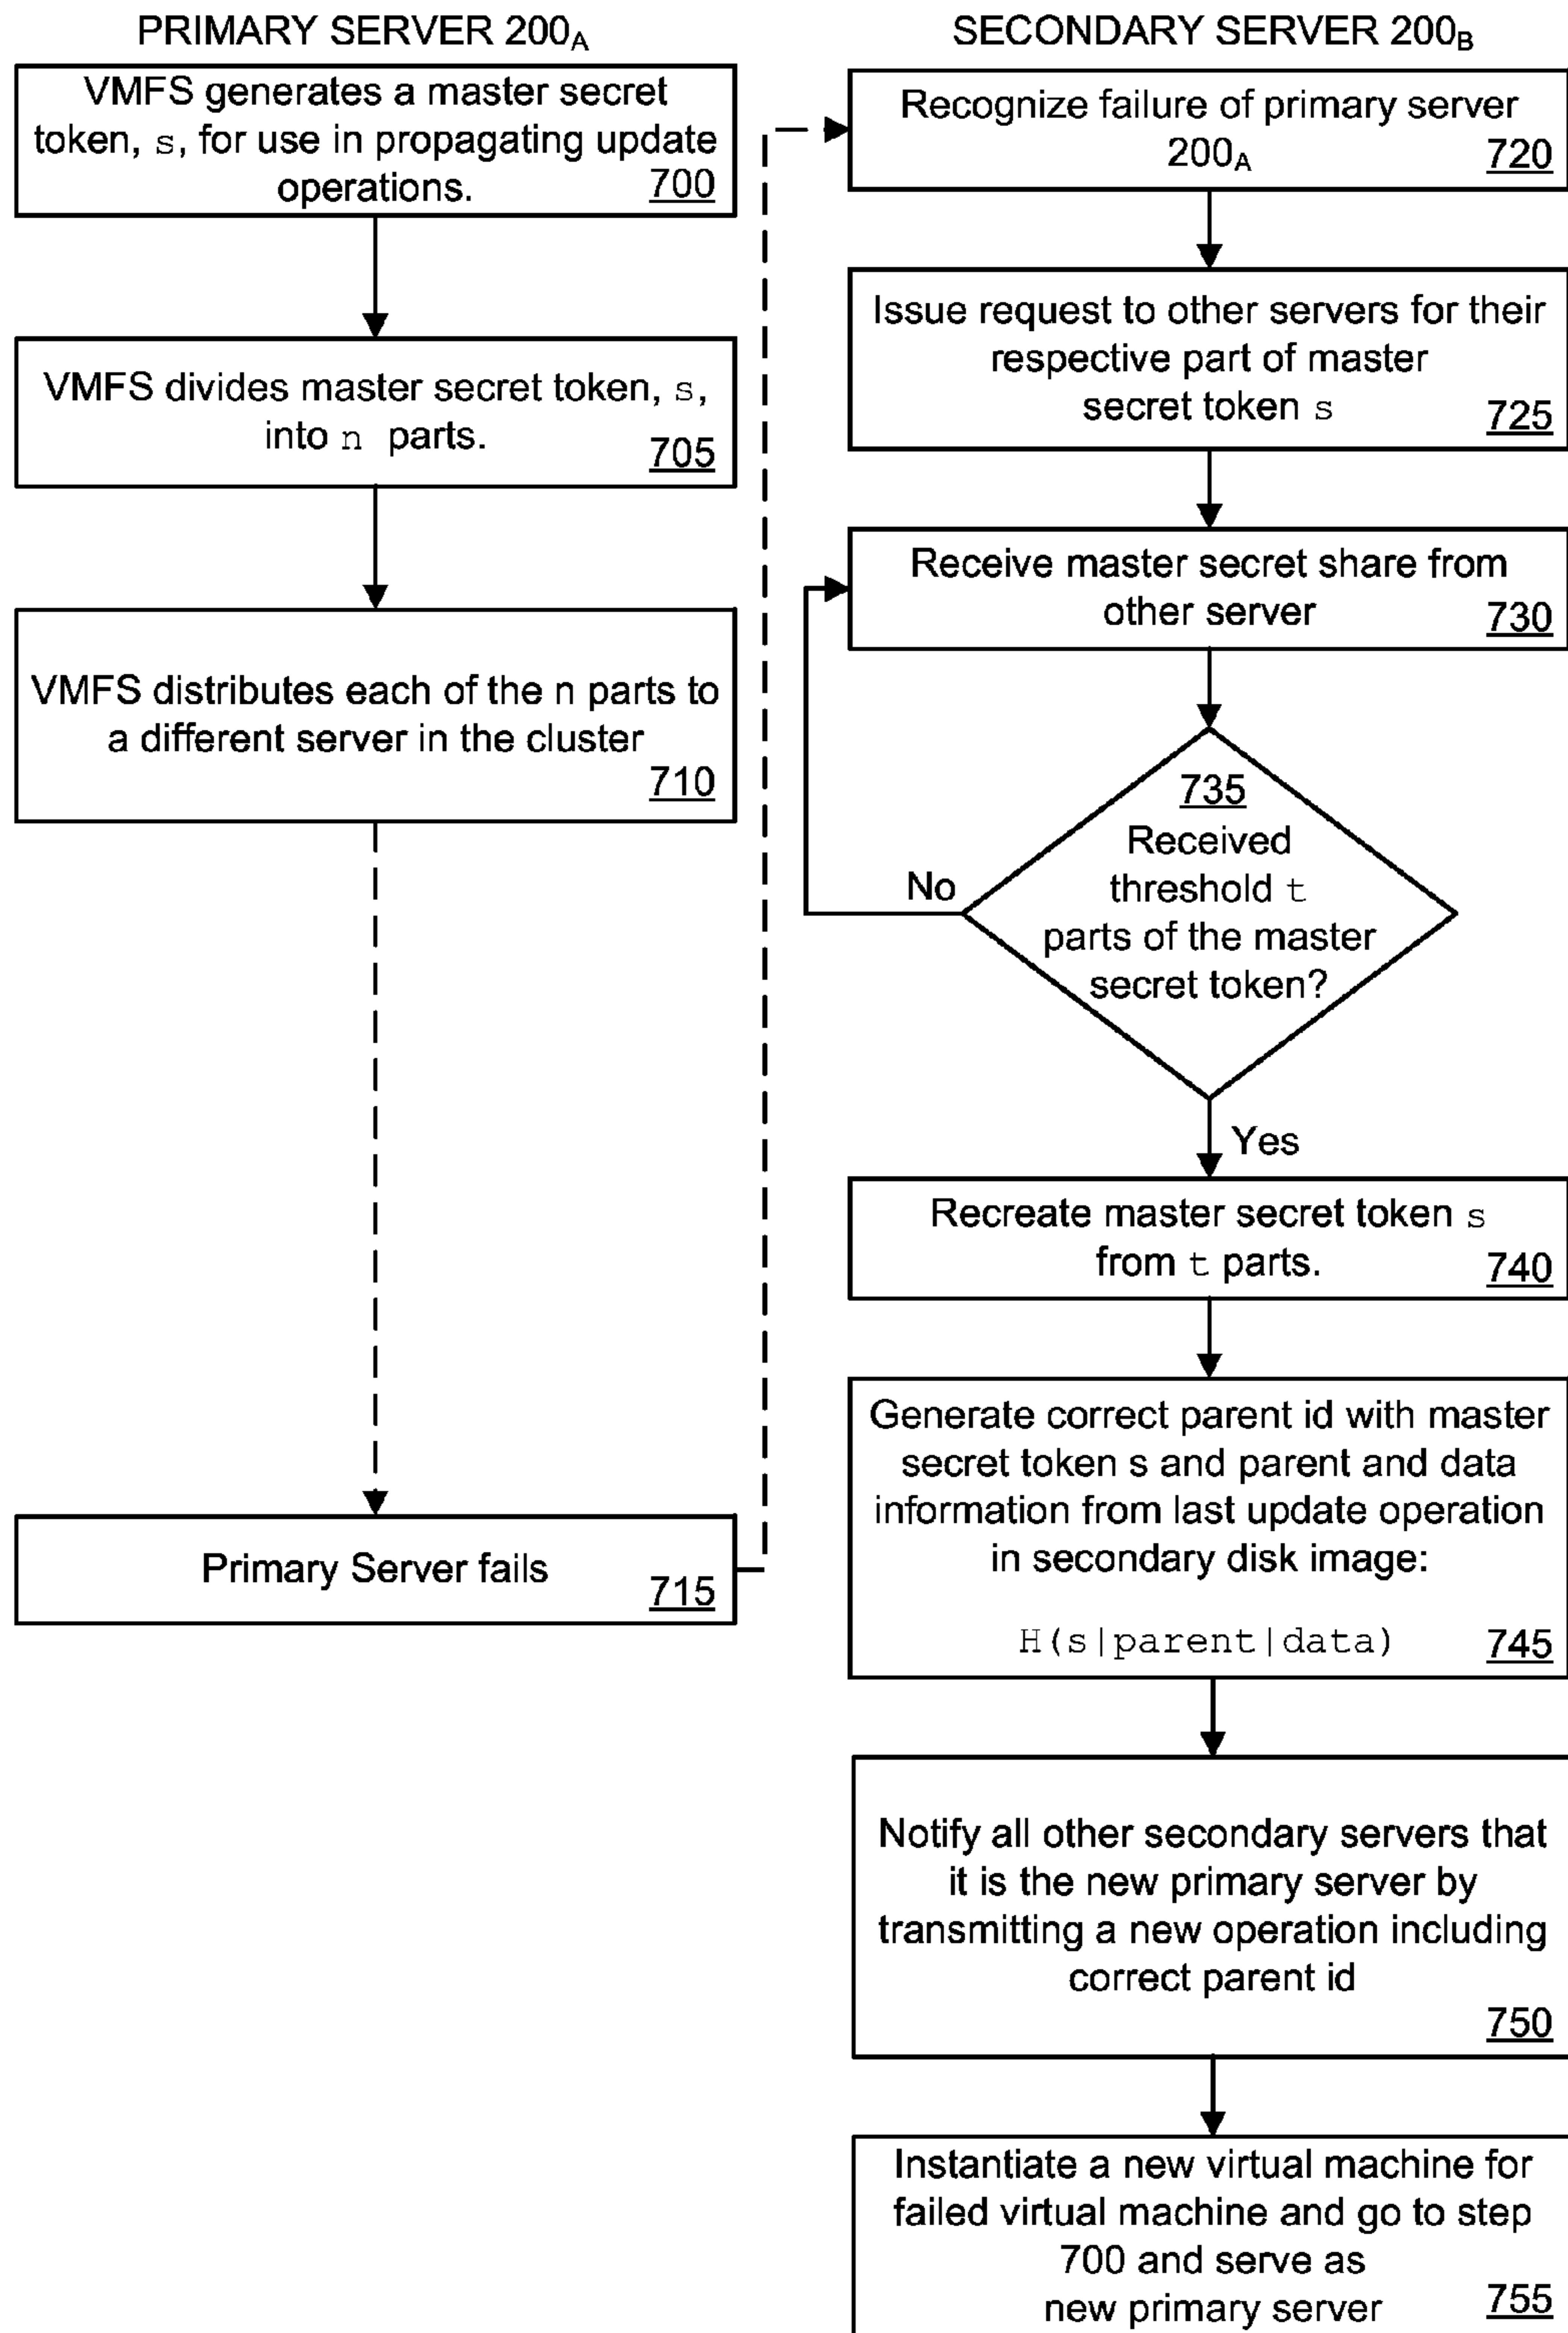 PRIMARY SERVER 200A
VMFS generates a master secret
token, s, for use in propagating update
operations.
700
VMFS divides master secret token, s,
into n parts.
705
VMFS distributes each of the n parts to
a different server in the cluster
710
Primary Server fails
715
SECONDARY SERVER 200B
Recognize failure of primary server
200A
720
Issue request to other servers for their
respective part of master
secret token s
725
Receive master secret share from
other server
730
735
Received
threshold t
parts of the master
secret token?
No
Yes
Recreate master secret token s
from t parts.
740
Generate correct parent id with master
secret token s and parent and data
information from last update operation
in secondary disk image:
H(s|parent|data)
745
Notify all other secondary servers that
it is the new primary server by
transmitting a new operation including
correct parent id
750
Instantiate a new virtual machine for
failed virtual machine and go to step
700 and serve as
new primary server
755